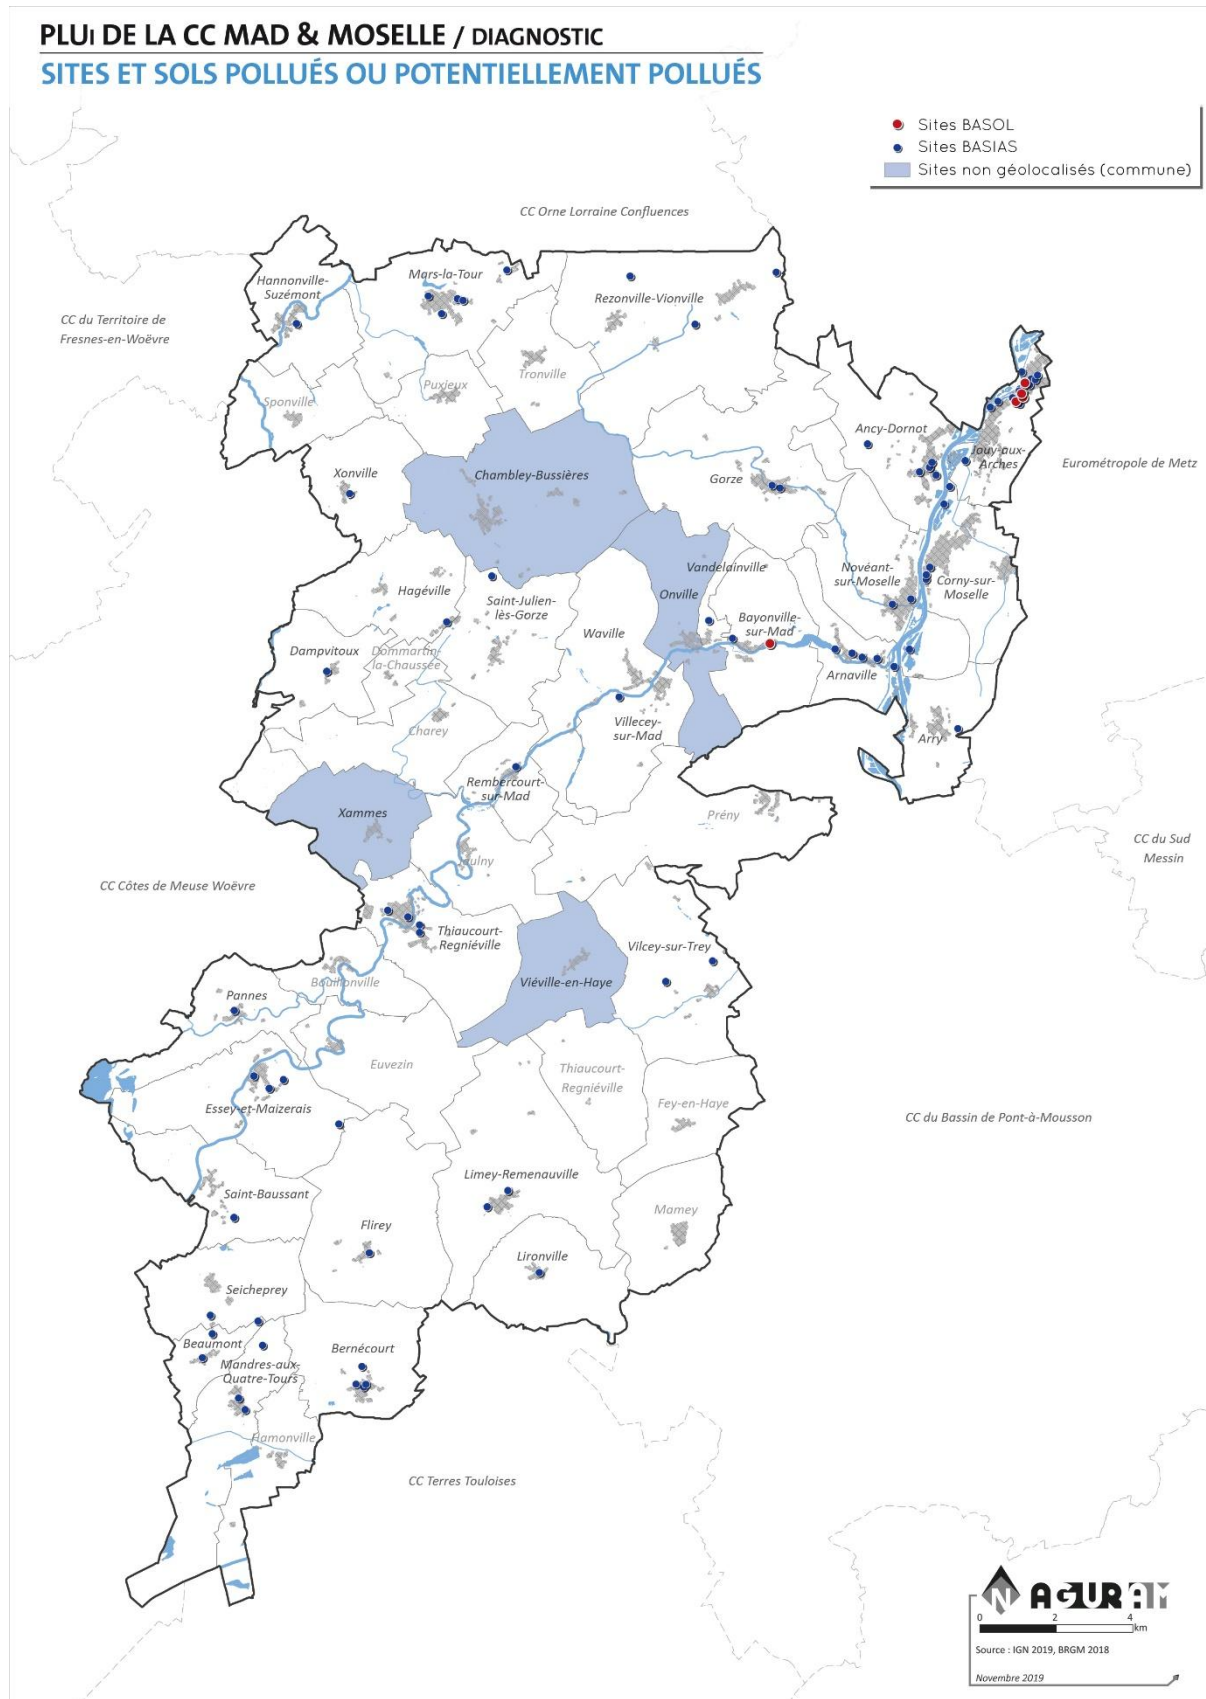 PLUi DE LA CC MAD & MOSELLE / DIAGNOSTIC
SITES ET SOLS POLLUÉS OU POTENTIELLEMENT POLLUÉS
Sites BASOL
Sites BASIAS
Sites non géolocalisés (commune)
CC Orne Lorraine Confluences
Hannonville-
Suzémont
Mars-la-Tour
Rezonville-Vionville
CC du Territoire de
Fresnes-en-Woëvre
Tronville
Puxieux
Sponville
Ancy-Dornot
Jouy-aux-
Arches
Eurométropole de Metz
Xonville
Chambley-Bussières
Gorze
Vandelainville
Novéant-
sur-Moselle
Corny-sur-
Moselle
Hagéville
Saint-Julien-
lès-Gorze
Onville
Waville
Bayonville-
sur-Mad
Dampvitoux
Dommartin-
la-Chaussée
Arnaville
Charey
Villecey-
sur-Mad
Arry
Rembercourt-
sur-Mad
Xammes
Prény
CC du Sud
Messin
Jaulny
CC Côtes de Meuse Woëvre
Thiaucourt-
Regniéville
Vilcey-sur-Trey
Bouillonville
Viéville-en-Haye
Pannes
Euvezin
Thiaucourt-
Regniéville
Essey-et-Maizerais
Fey-en-Haye
CC du Bassin de Pont-à-Mousson
Limey-Remenauville
Saint-Baussant
Mamey
Flirey
Lironville
Seicheprey
Beaumont
Bernécourt
Mandres-aux-
Quatre-Tours
Hamonville
CC Terres Touloises
N
AGURAM
0 2 4
km
Source : IGN 2019, BRGM 2018
Novembre 2019